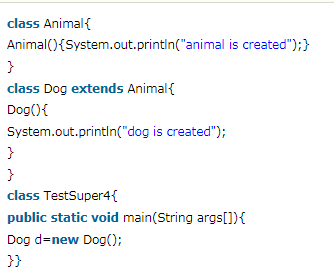 class Animal{
Animal(){System.out.println("animal is created");}
}
class Dog extends Animal{
Dog(){
System.out.println("dog is created");
}
}
class TestSuper4{
public static void main(String args[]){
Dog d=new Dog();
}}